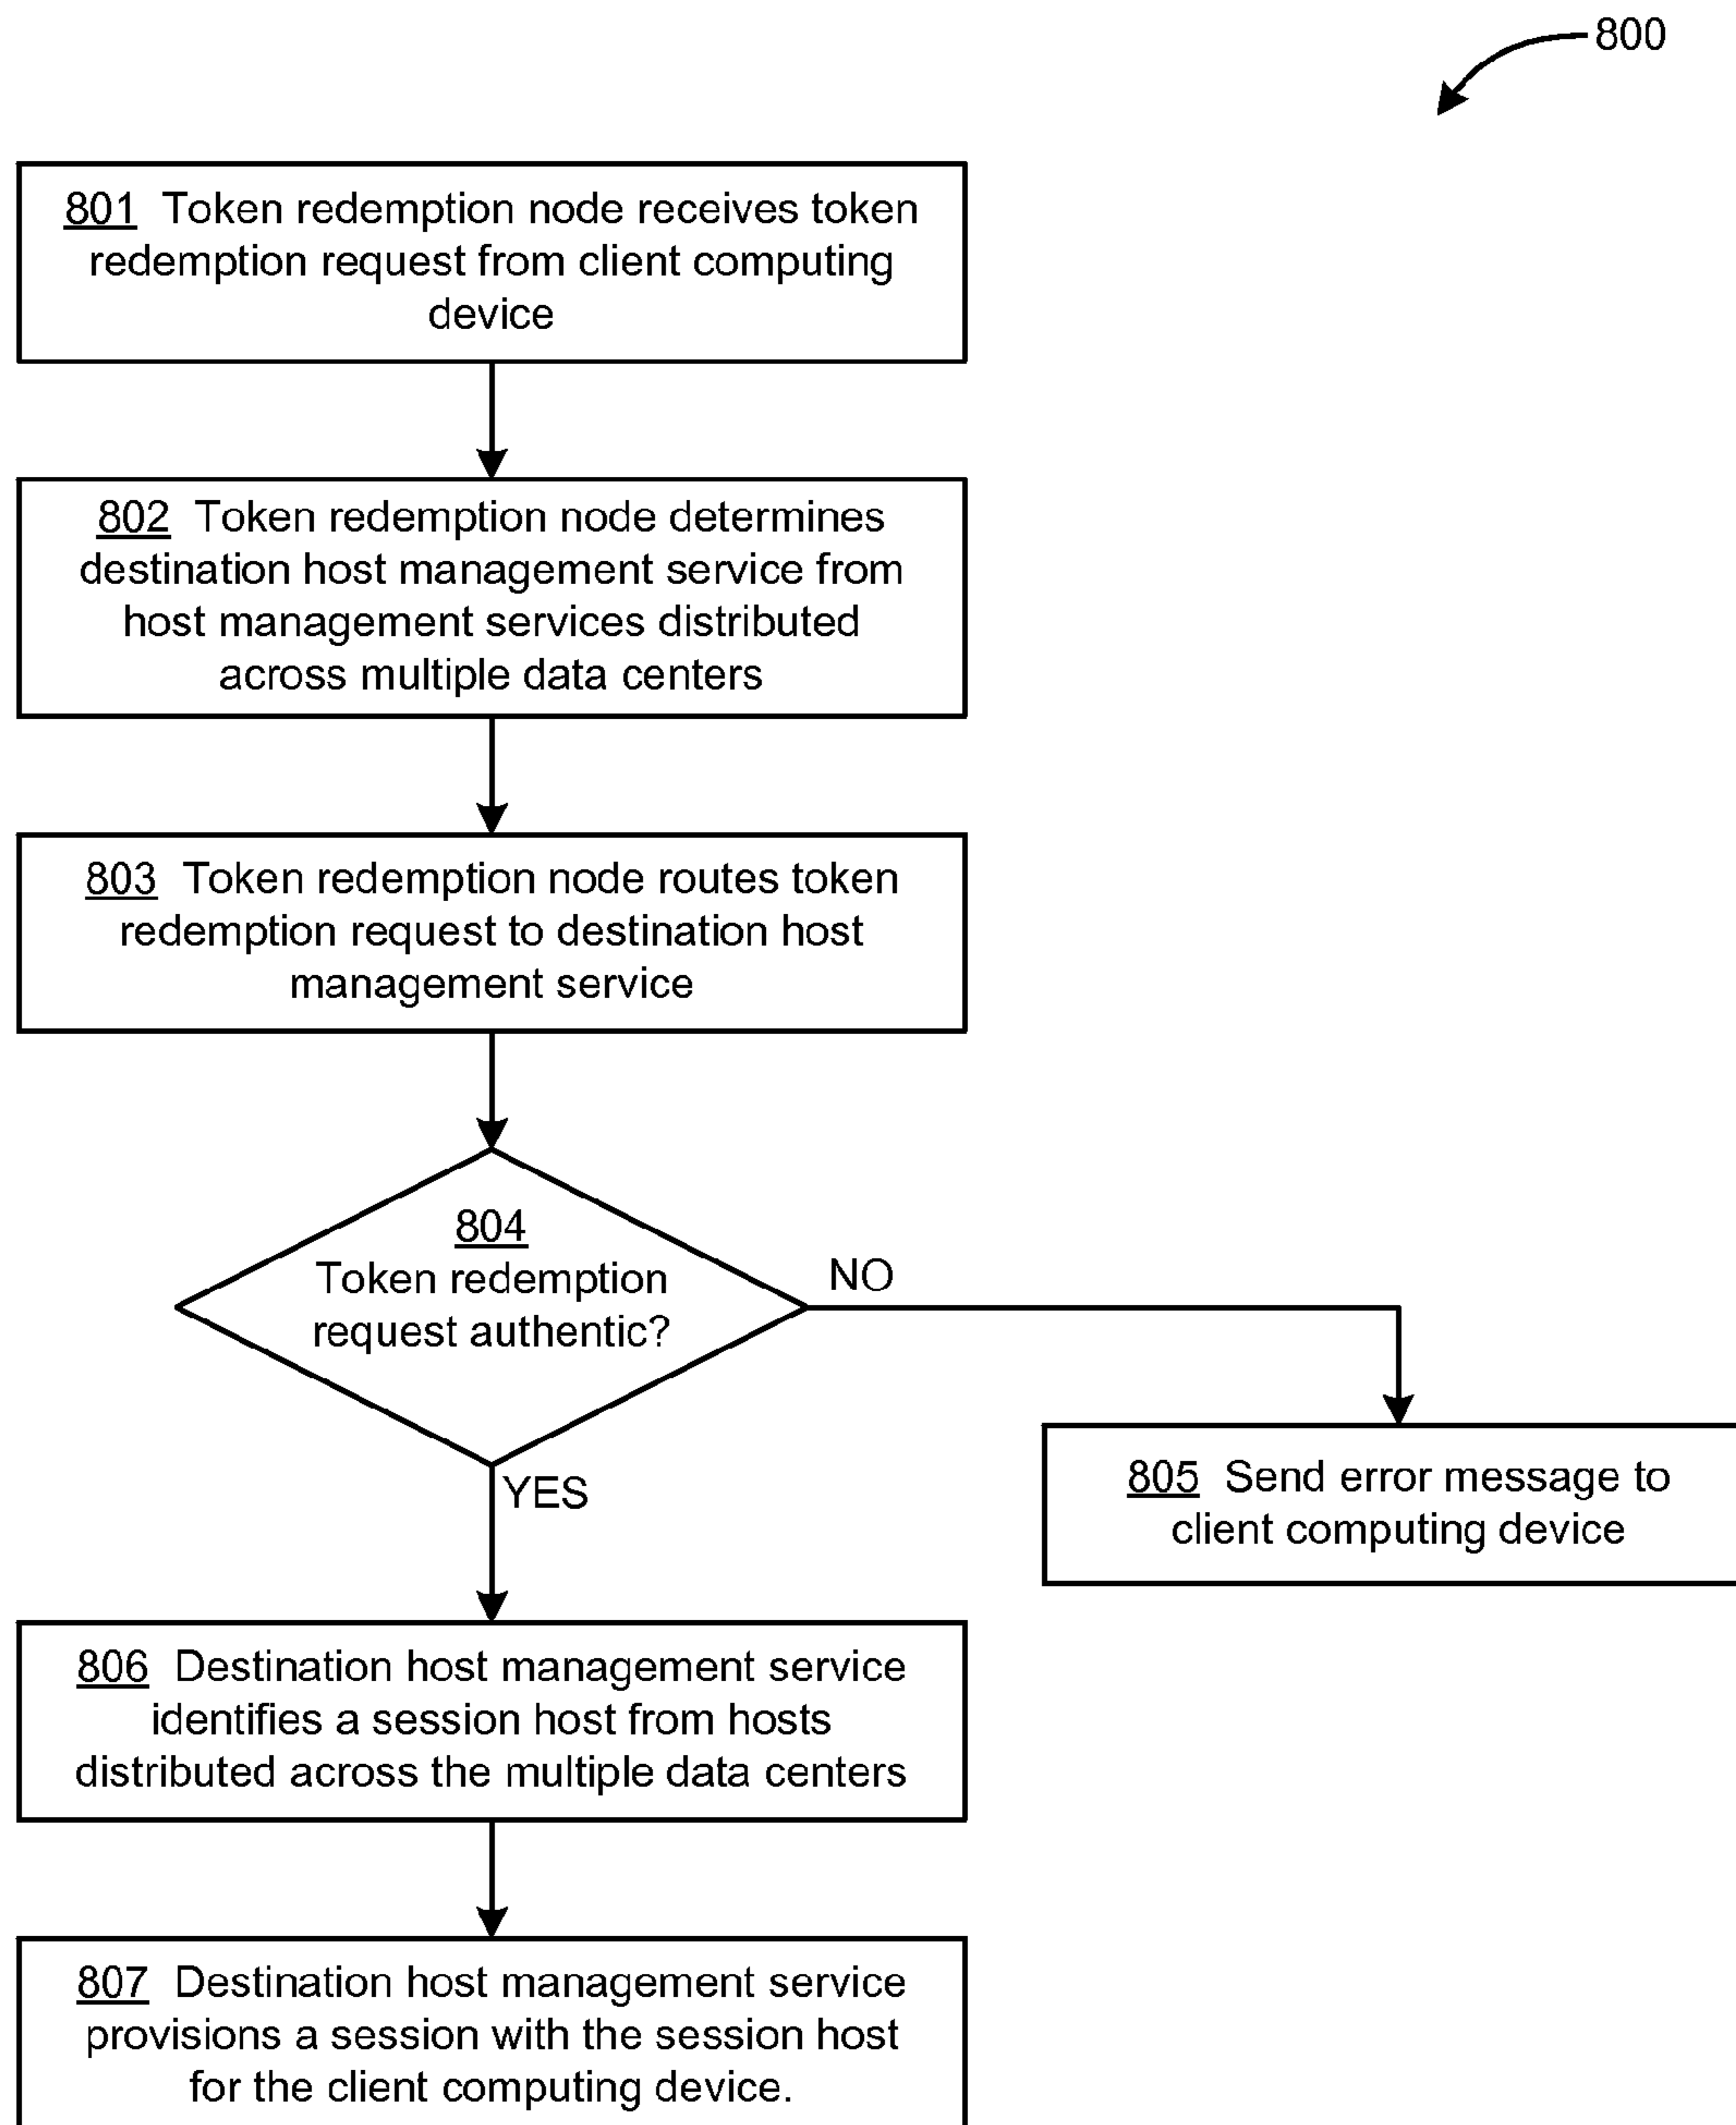 800
801 Token redemption node receives token
redemption request from client computing
device
802 Token redemption node determines
destination host management service from
host management services distributed
across multiple data centers
803 Token redemption node routes token
redemption request to destination host
management service
804
Token redemption
request authentic?
NO
YES
805 Send error message to
client computing device
806 Destination host management service
identifies a session host from hosts
distributed across the multiple data centers
807 Destination host management service
provisions a session with the session host
for the client computing device.